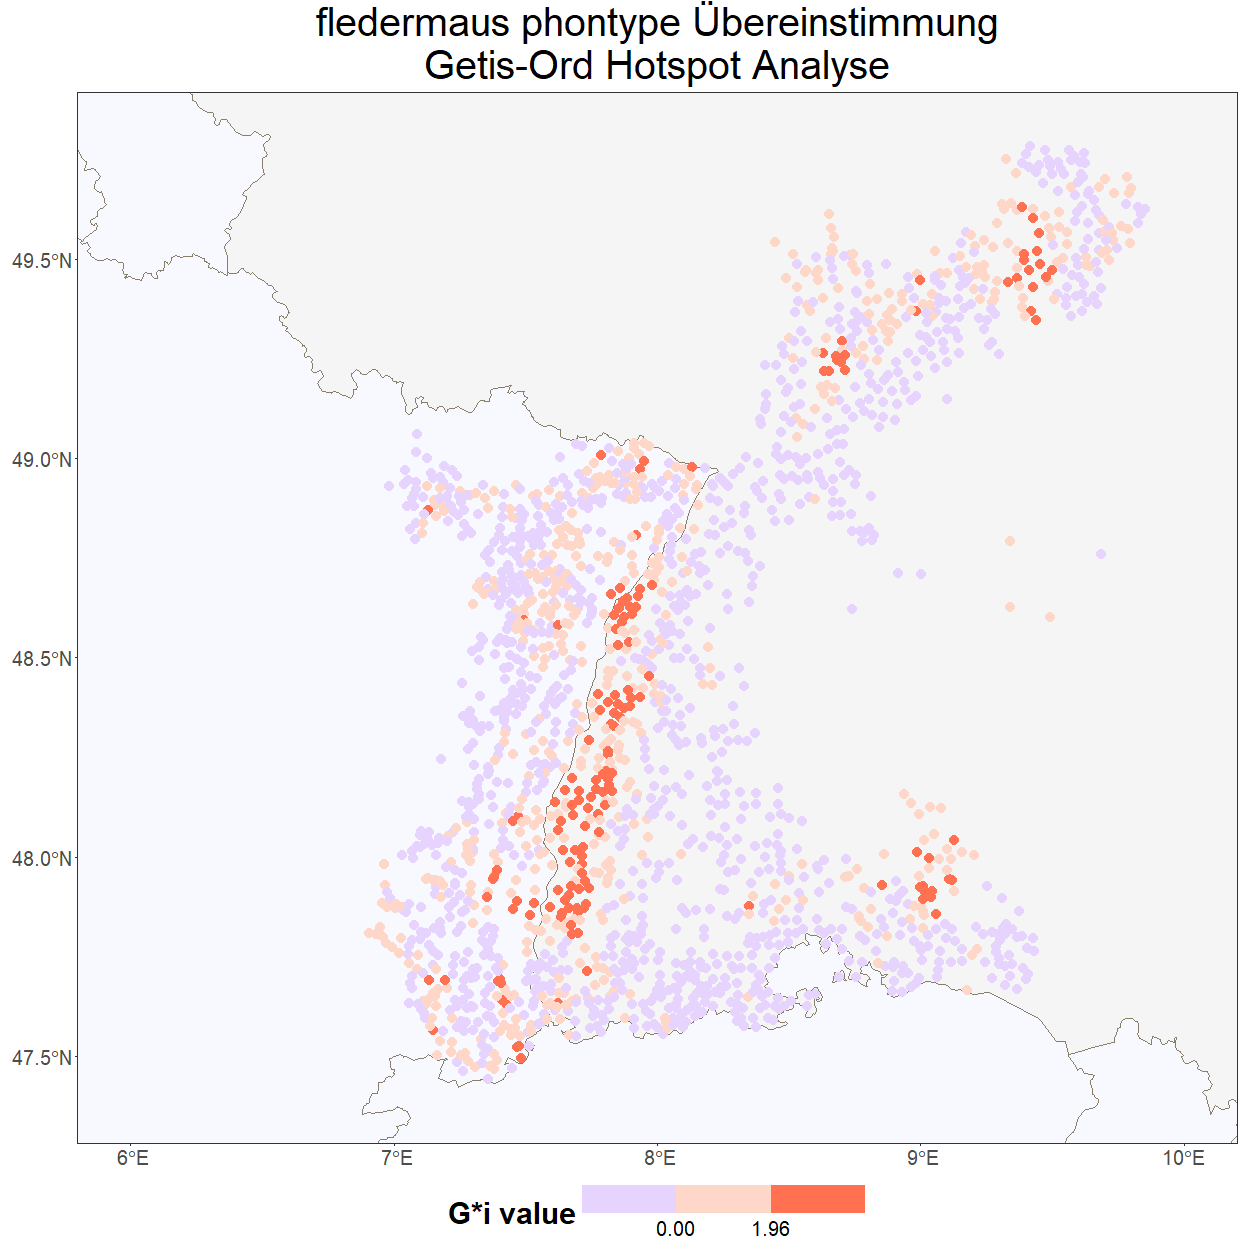 fledermaus phontype Übereinstimmung
Getis-Ord Hotspot Analyse
49.5°N
49.0°N
48.5°N
48.0°N
47.5°N
6°E 7°E 8°E 9°E 10°E
G*i value
0.00 1.96